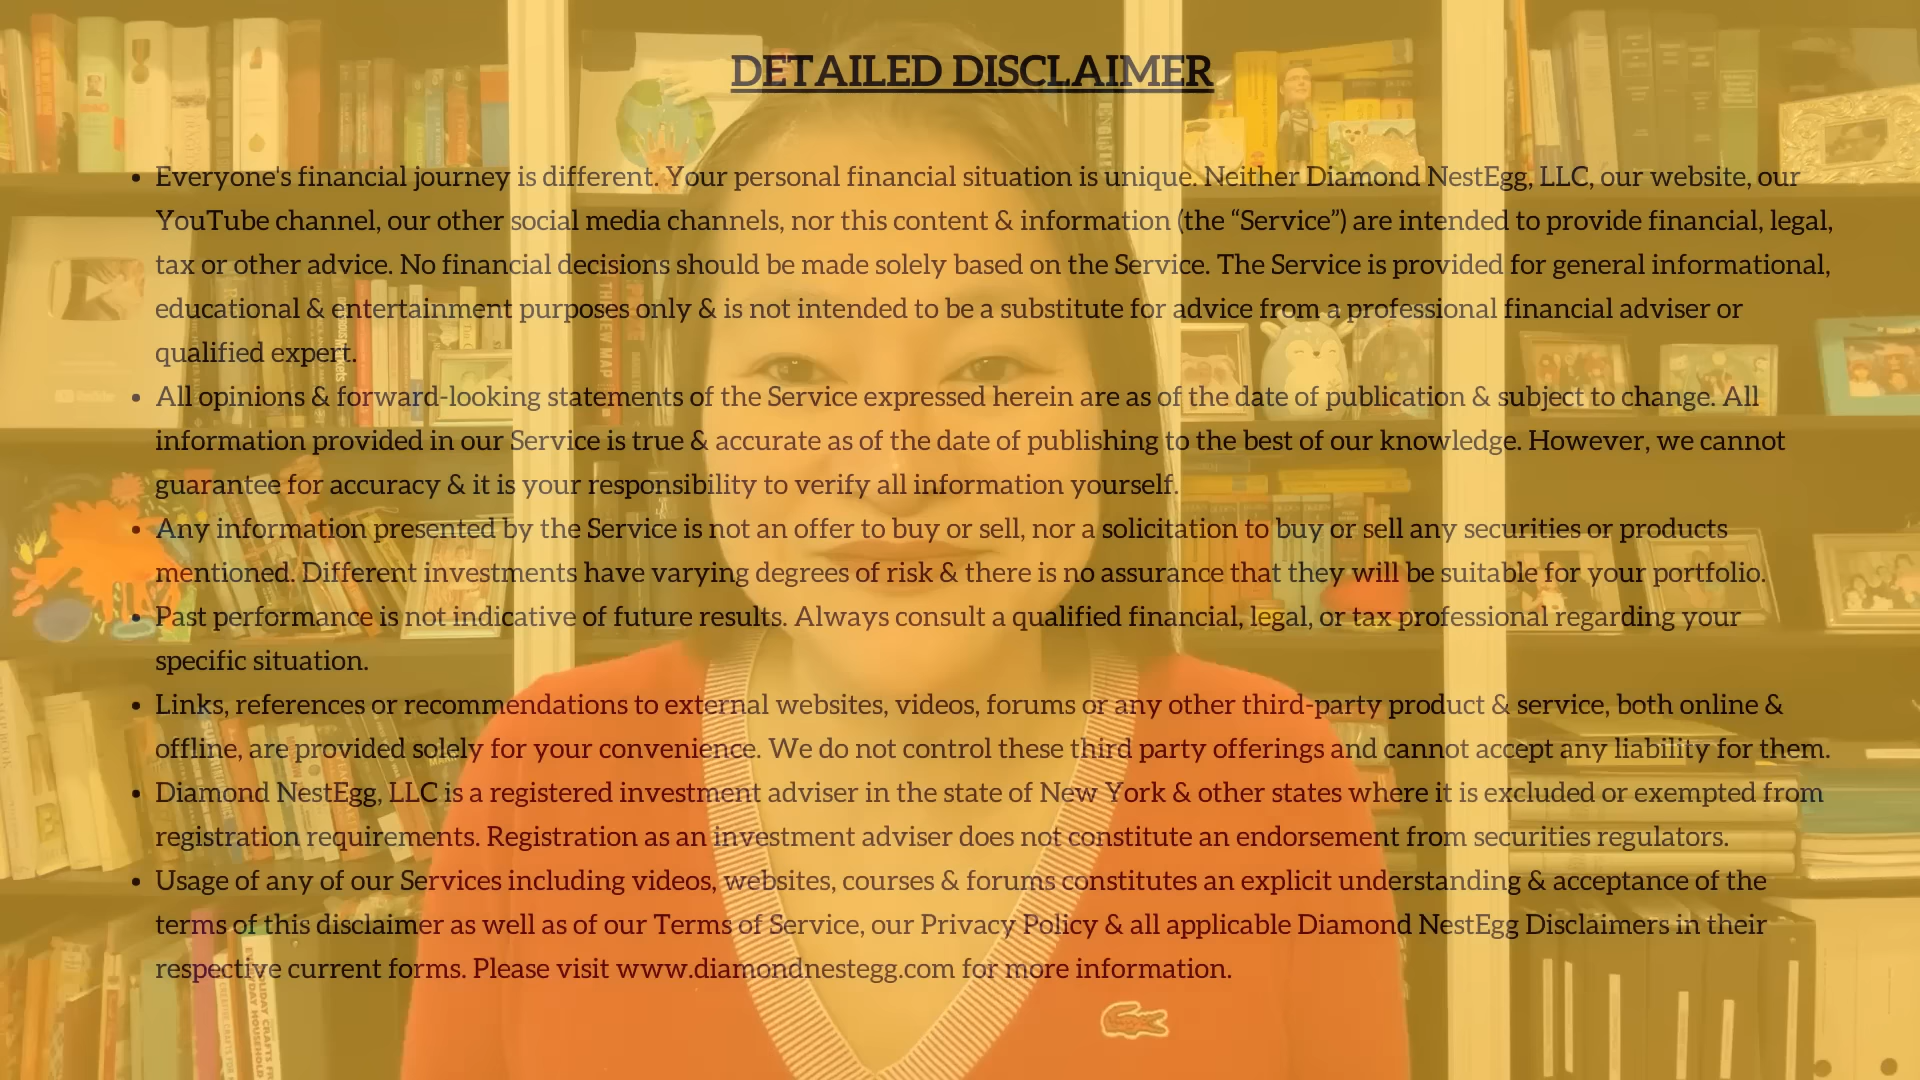 DETAILED DISCLAIMER
• Everyone's financial journey is different. Your personal financial situation is unique. Neither Diamond NestEgg, LLC, our website, our
YouTube channel, our other social media channels, nor this content & information (the “Service”) are intended to provide financial, legal,
tax or other advice. No financial decisions should be made solely based on the Service. The Service is provided for general informational,
educational & entertainment purposes only & is not intended to be a substitute for advice from a professional financial adviser or
qualified expert.
• All opinions & forward-looking statements of the Service expressed herein are as of the date of publication & subject to change. All
information provided in our Service is true & accurate as of the date of publishing to the best of our knowledge. However, we cannot
guarantee for accuracy & it is your responsibility to verify all information yourself.
• Any information presented by the Service is not an offer to buy or sell, nor a solicitation to buy or sell any securities or products
mentioned. Different investments have varying degrees of risk & there is no assurance that they will be suitable for your portfolio.
• Past performance is not indicative of future results. Always consult a qualified financial, legal, or tax professional regarding your
specific situation.
• Links, references or recommendations to external websites, videos, forums or any other third-party product & service, both online &
offline, are provided solely for your convenience. We do not control these third party offerings and cannot accept any liability for them.
• Diamond NestEgg, LLC is a registered investment adviser in the state of New York & other states where it is excluded or exempted from
registration requirements. Registration as an investment adviser does not constitute an endorsement from securities regulators.
• Usage of any of our Services including videos, websites, courses & forums constitutes an explicit understanding & acceptance of the
terms of this disclaimer as well as of our Terms of Service, our Privacy Policy & all applicable Diamond NestEgg Disclaimers in their
respective current forms. Please visit www.diamondnestegg.com for more information.
THE NEW MAP